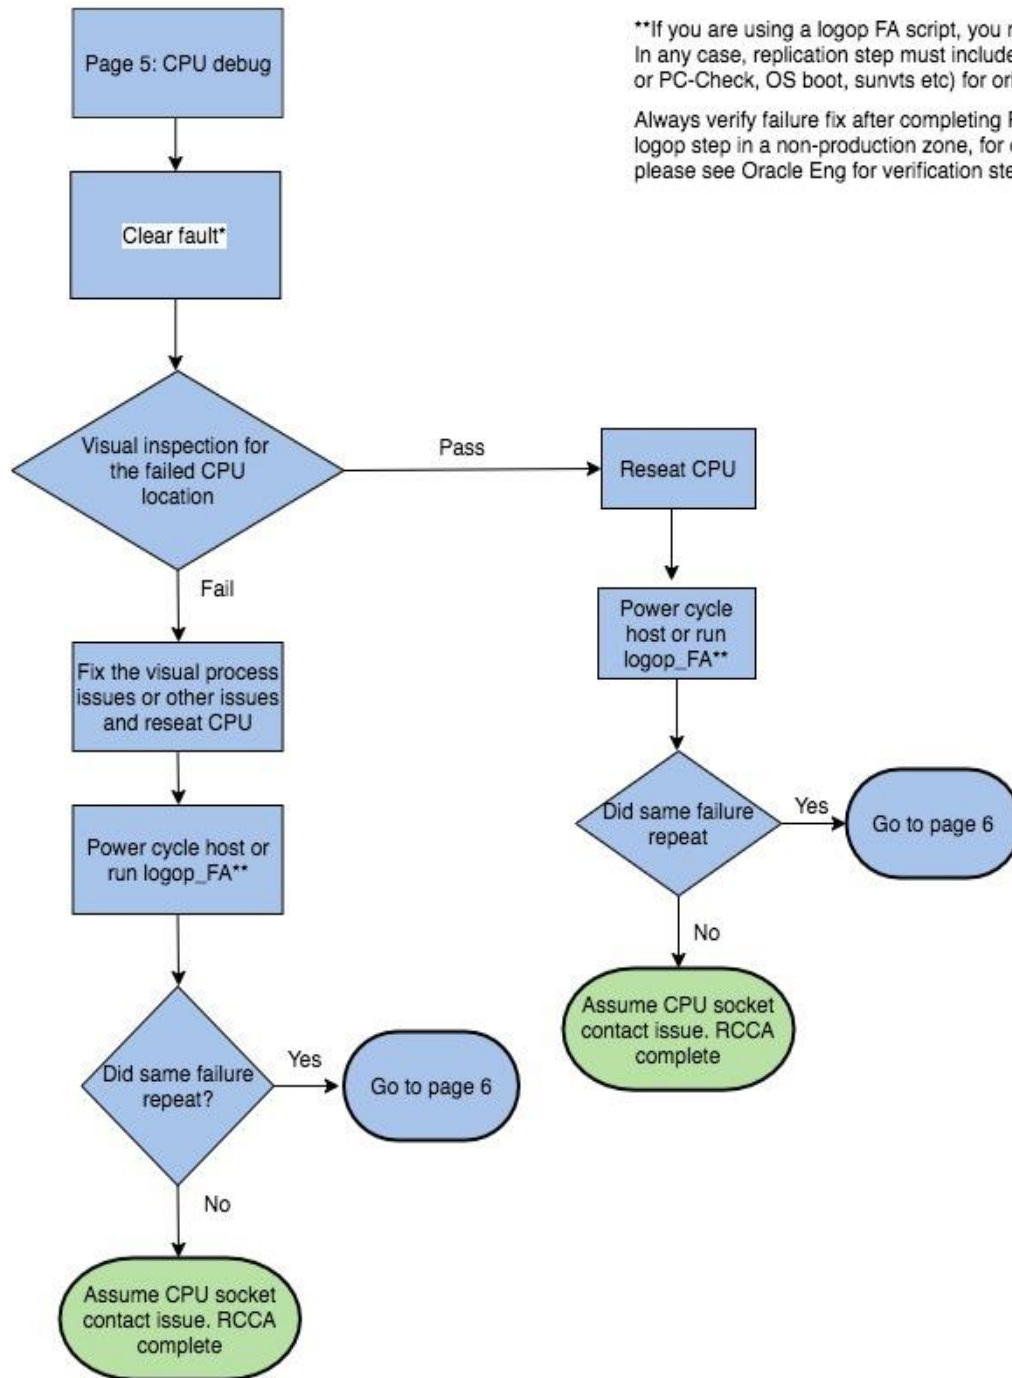 Page 5: CPU debug
**If you are using a logop FA script, you
In any case, replication step must include
or PC-Check, OS boot, sunvts etc) for
Always verify failure fix after completing
logop step in a non-production zone, for
please see Oracle Eng for verification
Clear fault*
Visual inspection for
the failed CPU
location
Pass
Reseat CPU
Fail
Power cycle
host or run
logop_FA**
Fix the visual process
issues or other issues
and reseat CPU
Did same failure
repeat
Yes
Go to page 6
Power cycle host or
run logop_FA**
No
Assume CPU socket
contact issue. RCCA
complete
Did same failure
repeat?
Yes
Go to page 6
No
Assume CPU socket
contact issue. RCCA
complete